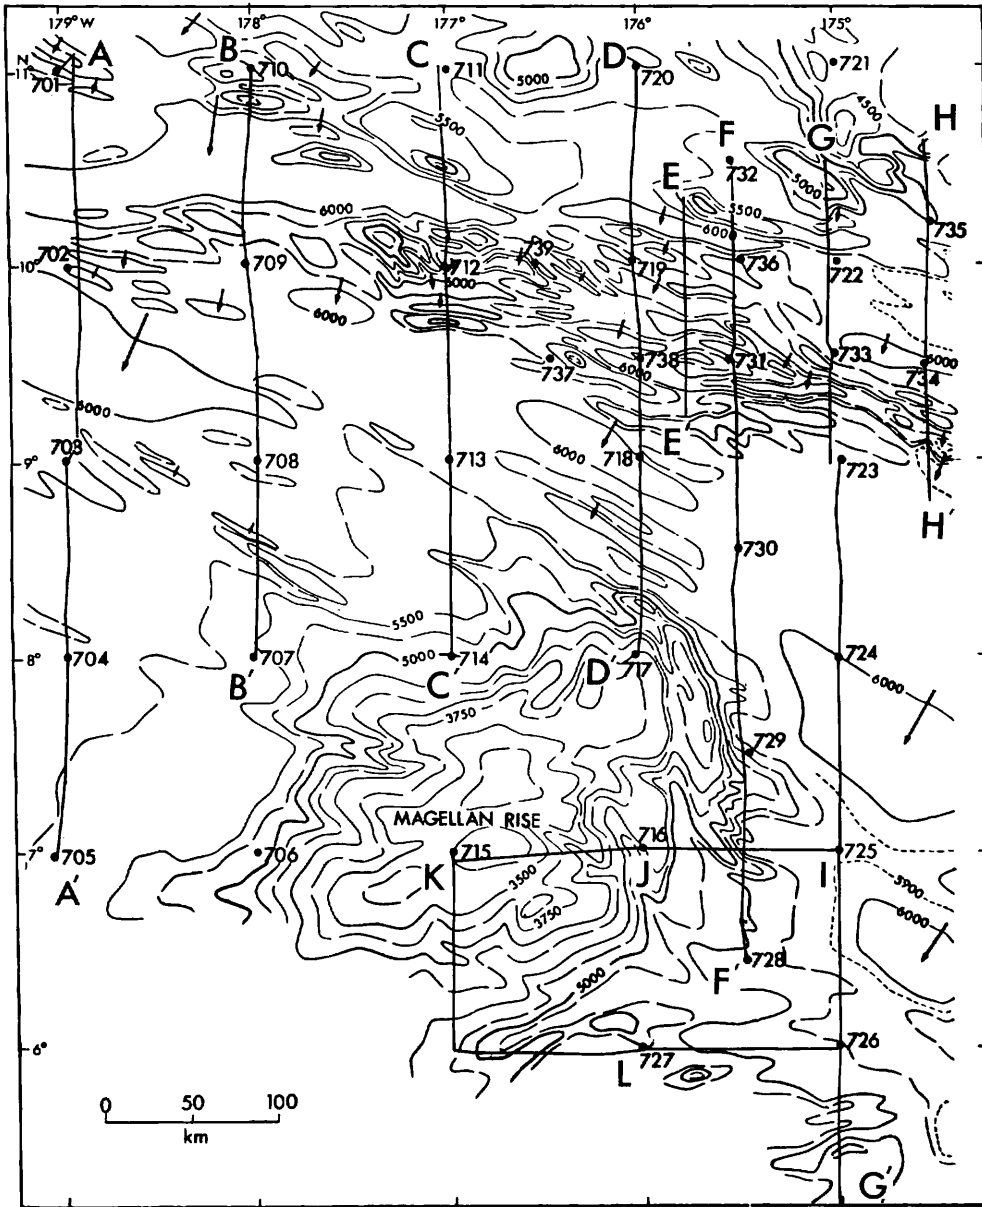 179° W 178° 177° 176° 175°
N 11° A B C D
701 710 711 720 721
5000 5500 4500 H
F G
E 732 5000
6000 5500 735
702 709 712 739 719 600 736 722
10° 6000 5000
6000
737 738 731 733 6000 734
6000
6000 E
703 708 713 718 723
9° 6000
H'
730
5500
5000
704 707 714 717 724
8° B' C' D' 6000
3750
729
MAGELLAN RISE
705 706 715 716 725
7° A' K J I
3500 5900
3750 6000
F' 728
5000
6° 727 726
L
0 50 100
km
G'